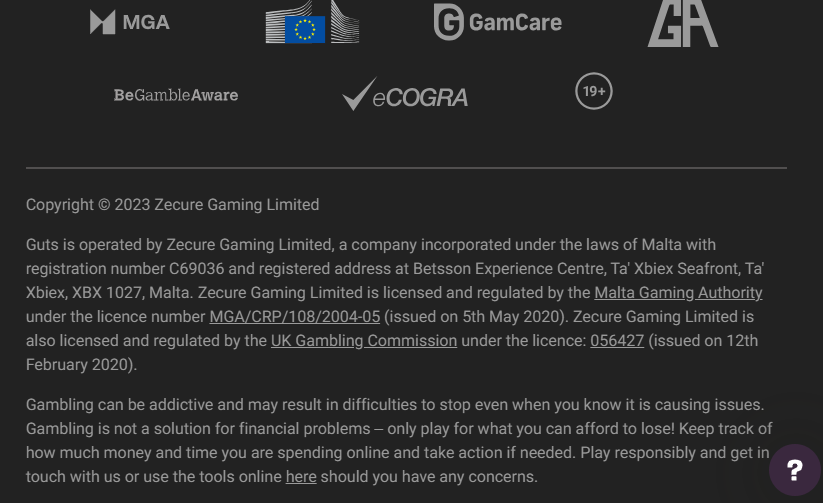 MGA
GamCare
GA
BeGambleAware
eCOGRA
19+
Copyright © 2023 Zecure Gaming Limited
Guts is operated by Zecure Gaming Limited, a company incorporated under the laws of Malta with
registration number C69036 and registered address at Betsson Experience Centre, Ta' Xbiex Seafront, Ta'
Xbiex, XBX 1027, Malta. Zecure Gaming Limited is licensed and regulated by the Malta Gaming Authority
under the licence number MGA/CRP/108/2004-05 (issued on 5th May 2020). Zecure Gaming Limited is
also licensed and regulated by the UK Gambling Commission under the licence: 056427 (issued on 12th
February 2020).
Gambling can be addictive and may result in difficulties to stop even when you know it is causing issues.
Gambling is not a solution for financial problems – only play for what you can afford to lose! Keep track of
how much money and time you are spending online and take action if needed. Play responsibly and get in
touch with us or use the tools online here should you have any concerns.
?